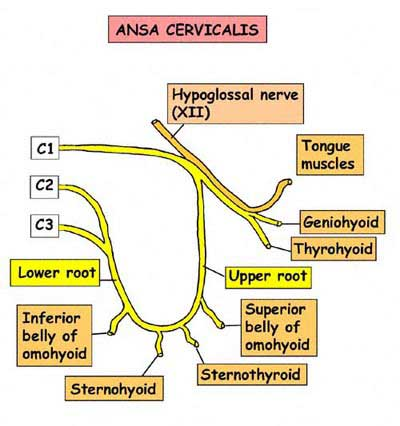 ANSA CERVICALIS
Hypoglossal nerve
(XII)
C1
Tongue
muscles
C2
C3
Geniohyoid
Thyrohyoid
Lower root
Upper root
Inferior
belly of
omohyoid
Superior
belly of
omohyoid
Sternohyoid
Sternothyroid